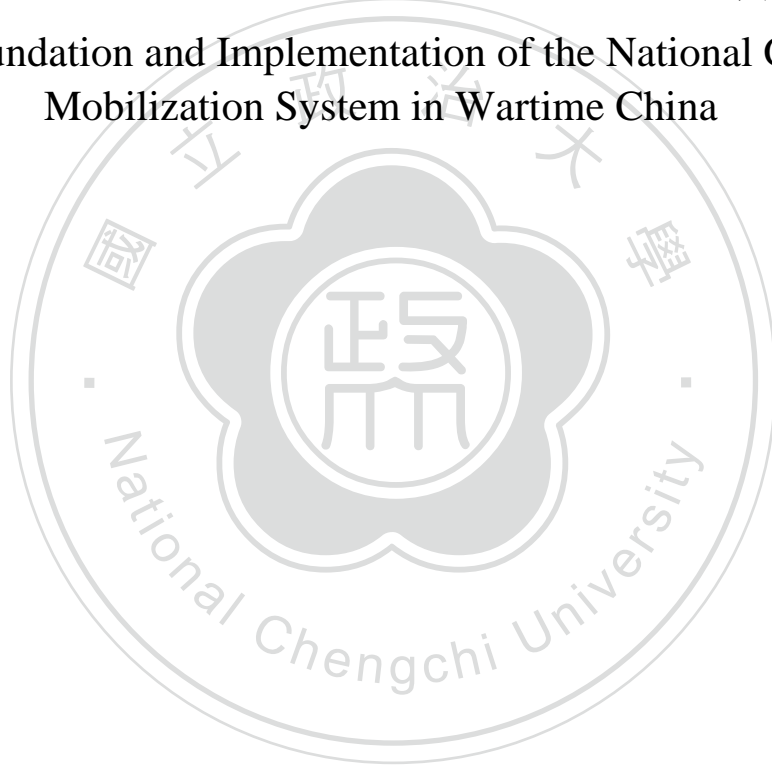 undation and Implementation of the National
Mobilization System in Wartime China
國立政治大學
政
National Chengchi University